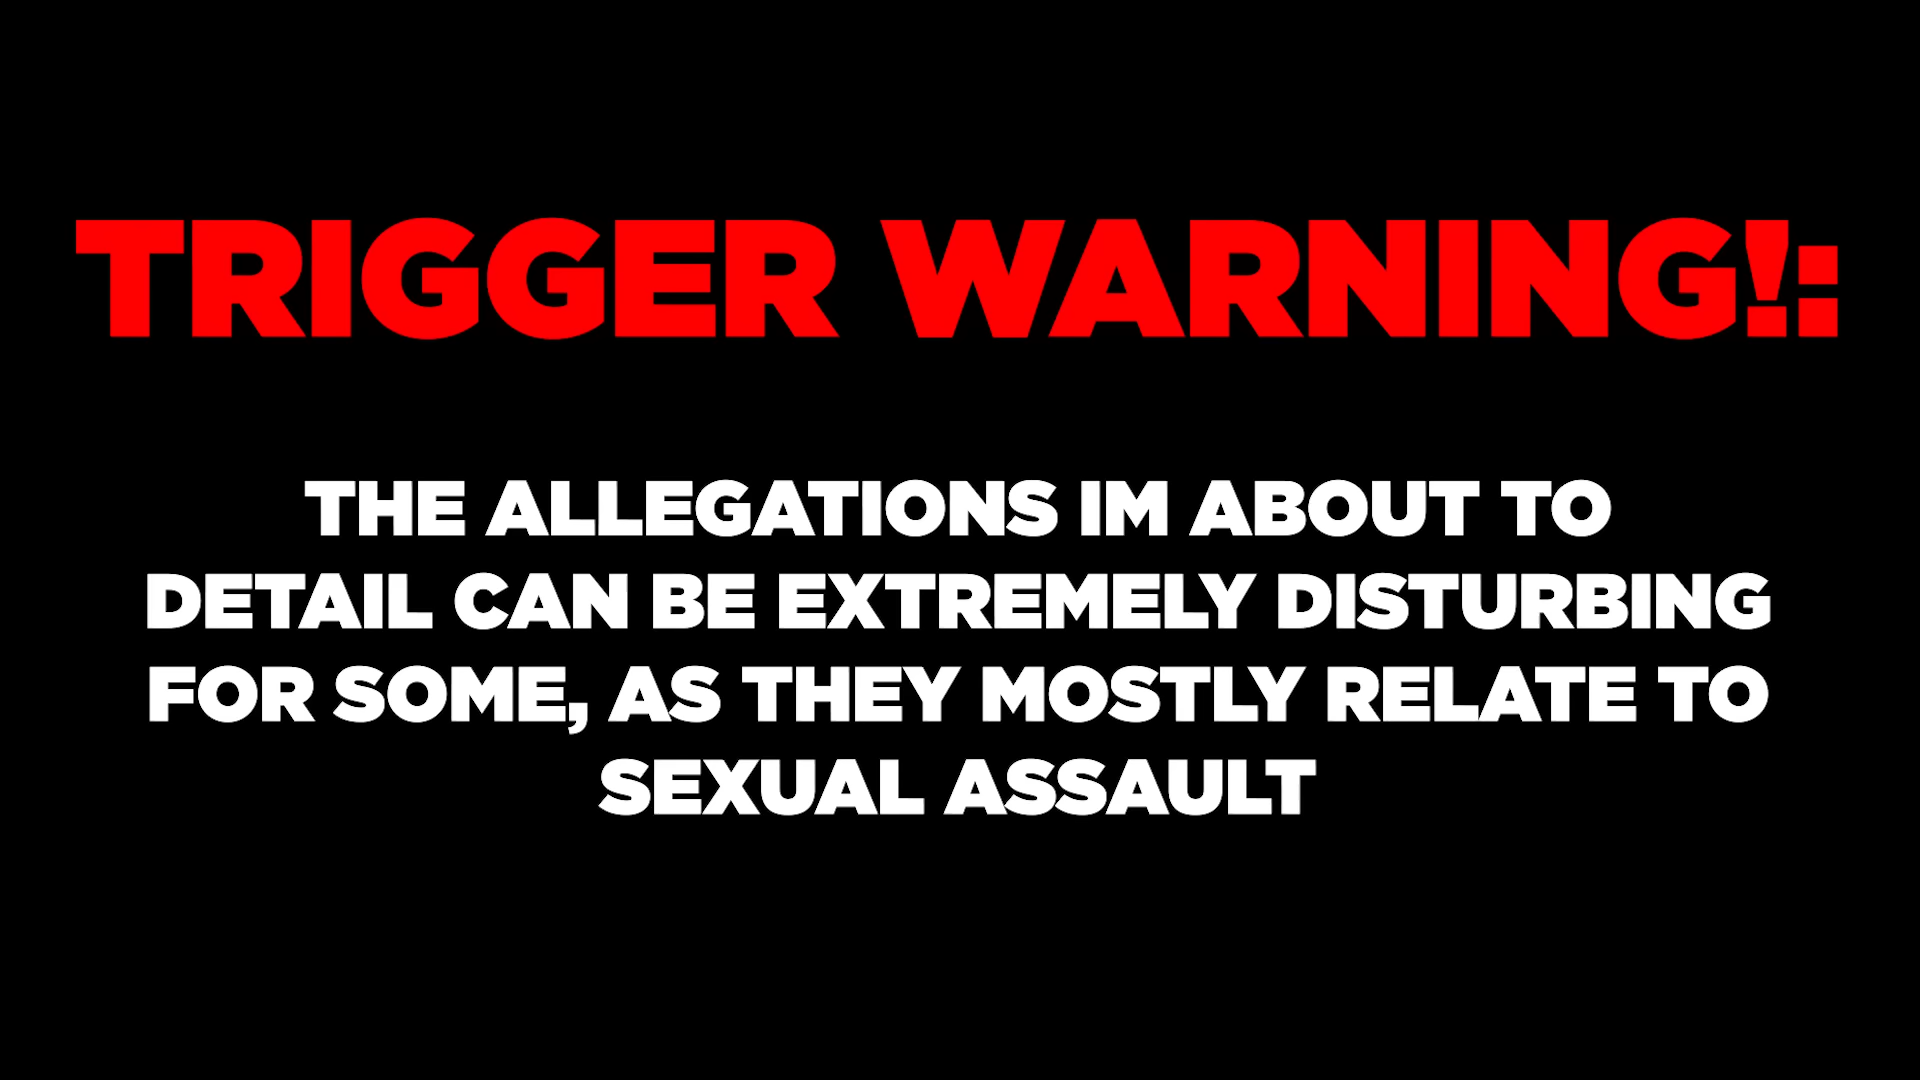 TRIGGER WARNING!:
THE ALLEGATIONS IM ABOUT TO
DETAIL CAN BE EXTREMELY DISTURBING
FOR SOME, AS THEY MOSTLY RELATE TO
SEXUAL ASSAULT